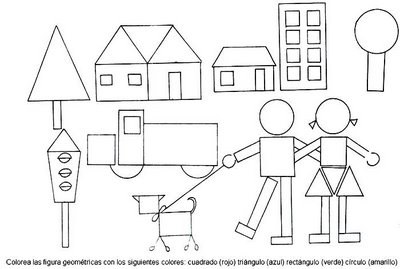 Colorea las figura geométricas con los siguientes colores: cuadrado (rojo) triángulo (azul) rectángulo (verde) círculo (amarillo)